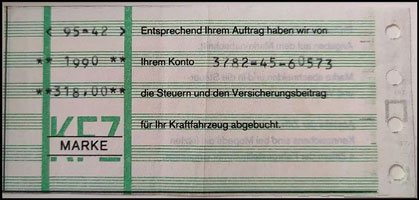 < 95=42 > Entsprechend Ihrem Auftrag haben wir von
** 1990 ** Ihrem Konto 3782-45-60573
**318,00** die Steuern und den Versicherungsbeitrag
für Ihr Kraftfahrzeug abgebucht.
KFZ
MARKE